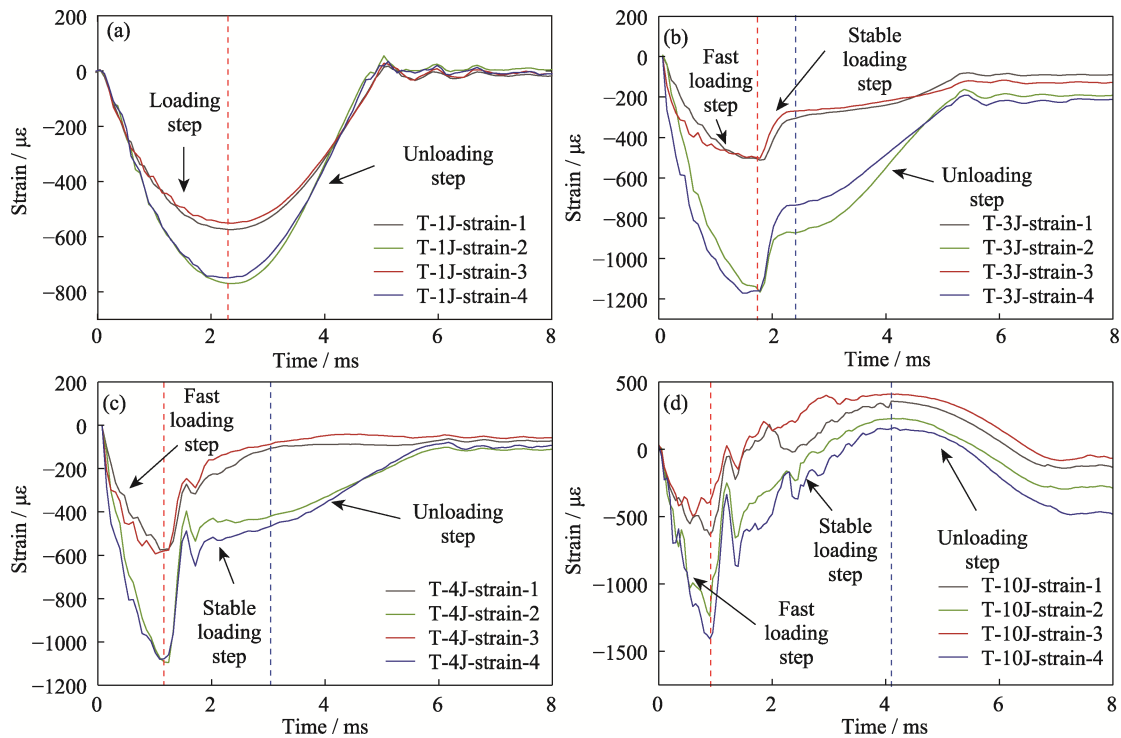 (a)
200
0
−200
−400
−600
−800
Strain / με
Loading
step
Unloading
step
T-1J-strain-1
T-1J-strain-2
T-1J-strain-3
T-1J-strain-4
0
2
4
6
8
Time / ms
(b)
200
0
−200
−400
−600
−800
−1000
−1200
Strain / με
Fast
loading
step
Stable
loading step
Unloading
step
T-3J-strain-1
T-3J-strain-2
T-3J-strain-3
T-3J-strain-4
0
2
4
6
8
Time / ms
(c)
200
0
−200
−400
−600
−800
−1000
−1200
Strain / με
Fast
loading
step
Unloading
step
Stable
loading
step
T-4J-strain-1
T-4J-strain-2
T-4J-strain-3
T-4J-strain-4
0
2
4
6
8
Time / ms
(d)
500
0
−500
−1000
−1500
Strain / με
Fast
loading
step
Stable
loading
step
Unloading
step
T-10J-strain-1
T-10J-strain-2
T-10J-strain-3
T-10J-strain-4
0
2
4
6
8
Time / ms